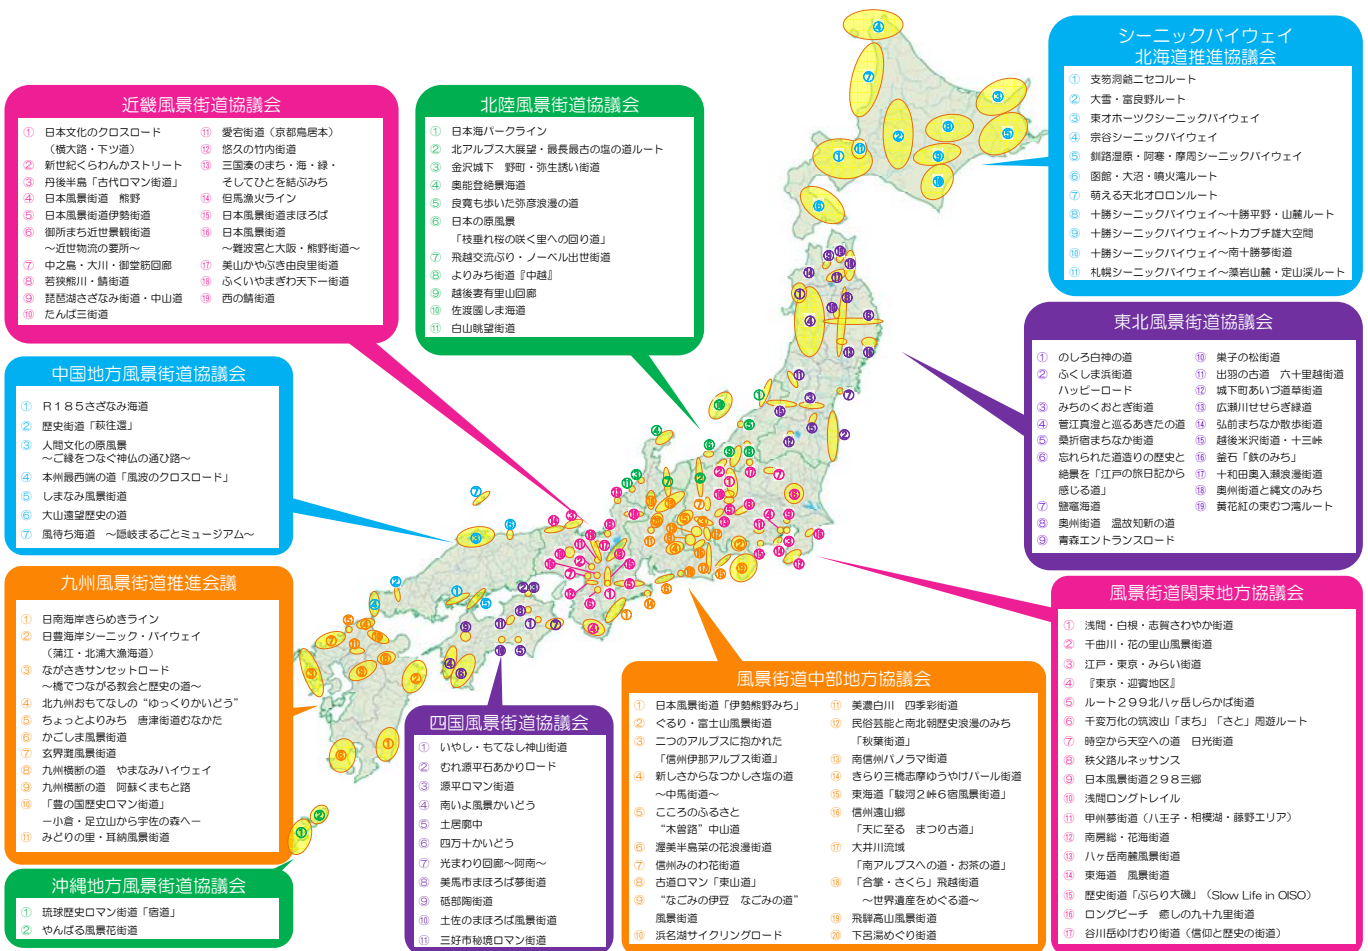 シーニックバイウェイ
北海道推進協議会
① 支笏洞爺ニセコルート
② 大雪・富良野ルート
③ 東オホーツクシーニックバイウェイ
④ 宗谷シーニックバイウェイ
⑤ 釧路湿原・阿寒・摩周シーニックバイウェイ
⑥ 函館・大沼・噴火湾ルート
⑦ 萌える天北オロロンルート
⑧ 十勝シーニックバイウェイ～十勝平野・山麓ルート
⑨ 十勝シーニックバイウェイ～トカプチ雄大空間
⑩ 十勝シーニックバイウェイ～南十勝夢街道
⑪ 札幌シーニックバイウェイ～藻岩山麓・定山渓ルート
近畿風景街道協議会
① 日本文化のクロスロード
（横大路・下ツ道）
② 新世紀くらわんかストリート
③ 丹後半島「古代ロマン街道」
④ 日本風景街道 熊野
⑤ 日本風景街道伊勢街道
⑥ 御所まち近世景観街道
～近世物流の要所～
⑦ 中之島・大川・御堂筋回廊
⑧ 若狭熊川・鯖街道
⑨ 琵琶湖さざなみ街道・中山道
⑩ たんば三街道
⑪ 愛宕街道（京都鳥居本）
⑫ 悠久の竹内街道
⑬ 三国湊のまち・海・緑・
そしてひとを結ぶみち
⑭ 但馬漁火ライン
⑮ 日本風景街道まほろば
⑯ 日本風景街道
～難波宮と大阪・熊野街道～
⑰ 美山かやぶき由良里街道
⑱ ふくいやまぎわ天下一街道
⑲ 西の鯖街道
北陸風景街道協議会
① 日本海パークライン
② 北アルプス大展望・最長最古の塩の道ルート
③ 金沢城下 野町・弥生誘い街道
④ 奥能登絶景海道
⑤ 良寛も歩いた弥彦浪漫の道
⑥ 日本の原風景
「枝垂れ桜の咲く里への回り道」
⑦ 飛越交流ぶり・ノーベル出世街道
⑧ よりみち街道『中越』
⑨ 越後妻有里山回廊
⑩ 佐渡國しま海道
⑪ 白山眺望街道
東北風景街道協議会
① のしろ白神の道
② ふくしま浜街道
ハッピーロード
③ みちのくおとぎ街道
④ 菅江真澄と巡るあきたの道
⑤ 桑折宿まちなか街道
⑥ 忘れられた道造りの歴史と
絶景を「江戸の旅日記から
感じる道」
⑦ 鹽竈海道
⑧ 奥州街道 温故知新の道
⑨ 青森エントランスロード
⑩ 巣子の松街道
⑪ 出羽の古道 六十里越街道
⑫ 城下町あいづ道草街道
⑬ 広瀬川せせらぎ緑道
⑭ 弘前まちなか散歩街道
⑮ 越後米沢街道・十三峠
⑯ 釜石「鉄のみち」
⑰ 十和田奥入瀬浪漫街道
⑱ 奥州街道と縄文のみち
⑲ 黄花紅の東むつ湾ルート
中国地方風景街道協議会
① Ｒ１８５さざなみ海道
② 歴史街道「萩往還」
③ 人間文化の原風景
～ご縁をつなぐ神仏の通ひ路～
④ 本州最西端の道「風波のクロスロード」
⑤ しまなみ風景街道
⑥ 大山遠望歴史の道
⑦ 風待ち海道 ～隠岐まるごとミュージアム～
九州風景街道推進会議
① 日南海岸きらめきライン
② 日豊海岸シーニック・バイウェイ
（蒲江・北浦大漁海道）
③ ながさきサンセットロード
～橋でつながる教会と歴史の道～
④ 北九州おもてなしの“ゆっくりかいどう”
⑤ ちょっとよりみち 唐津街道むなかた
⑥ かごしま風景街道
⑦ 玄界灘風景街道
⑧ 九州横断の道 やまなみハイウェイ
⑨ 九州横断の道 阿蘇くまもと路
⑩ 「豊の国歴史ロマン街道」
－小倉・足立山から宇佐の森へ－
⑪ みどりの里・耳納風景街道
沖縄地方風景街道協議会
① 琉球歴史ロマン街道「宿道」
② やんばる風景花街道
四国風景街道協議会
① いやし・もてなし神山街道
② むれ源平石あかりロード
③ 源平ロマン街道
④ 南いよ風景かいどう
⑤ 土居廓中
⑥ 四万十かいどう
⑦ 光まわり回廊～阿南～
⑧ 美馬市まほろば夢街道
⑨ 砥部陶街道
⑩ 土佐のまほろば風景街道
⑪ 三好市秘境ロマン街道
風景街道中部地方協議会
① 日本風景街道「伊勢熊野みち」
② ぐるり・富士山風景街道
③ 二つのアルプスに抱かれた
「信州伊那アルプス街道」
④ 新しさからなつかしさ塩の道
～中馬街道～
⑤ こころのふるさと
“木曽路”中山道
⑥ 渥美半島菜の花浪漫街道
⑦ 信州みのわ花街道
⑧ 古道ロマン「東山道」
⑨ “なごみの伊豆 なごみの道”
風景街道
⑩ 浜名湖サイクリングロード
⑪ 美濃白川 四季彩街道
⑫ 民俗芸能と南北朝歴史浪漫のみち
「秋葉街道」
⑬ 南信州パノラマ街道
⑭ きらり三橋志摩ゆうやけパール街道
⑮ 東海道「駿河２峠６宿風景街道」
⑯ 信州遠山郷
「天に至る まつり古道」
⑰ 大井川流域
「南アルプスへの道・お茶の道」
⑱ 「合掌・さくら」飛越街道
～世界遺産をめぐる道～
⑲ 飛騨高山風景街道
⑳ 下呂湯めぐり街道
風景街道関東地方協議会
① 浅間・白根・志賀さわやか街道
② 千曲川・花の里山風景街道
③ 江戸・東京・みらい街道
④ 『東京・迎賓地区』
⑤ ルート２９９北八ヶ岳しらかば街道
⑥ 千変万化の筑波山「まち」「さと」周遊ルート
⑦ 時空から天空への道 日光街道
⑧ 秩父路ルネッサンス
⑨ 日本風景街道２９８三郷
⑩ 浅間ロングトレイル
⑪ 甲州夢街道（八王子・相模湖・藤野エリア）
⑫ 南房総・花海街道
⑬ 八ヶ岳南麓風景街道
⑭ 東海道 風景街道
⑮ 歴史街道「ぶらり大磯」（Slow Life in OISO）
⑯ ロングビーチ 癒しの九十九里街道
⑰ 谷川岳ゆけむり街道（信仰と歴史の街道）